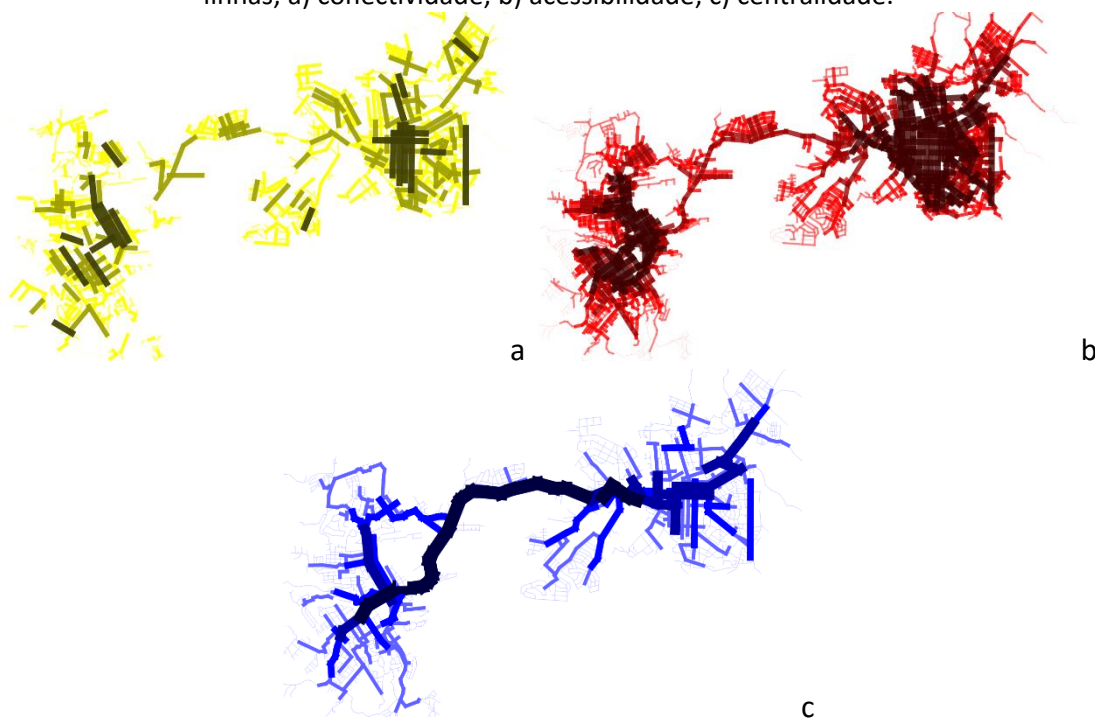 linhas, a) conectividade; b) acessibilidade; c) centralidade.
a
b
c